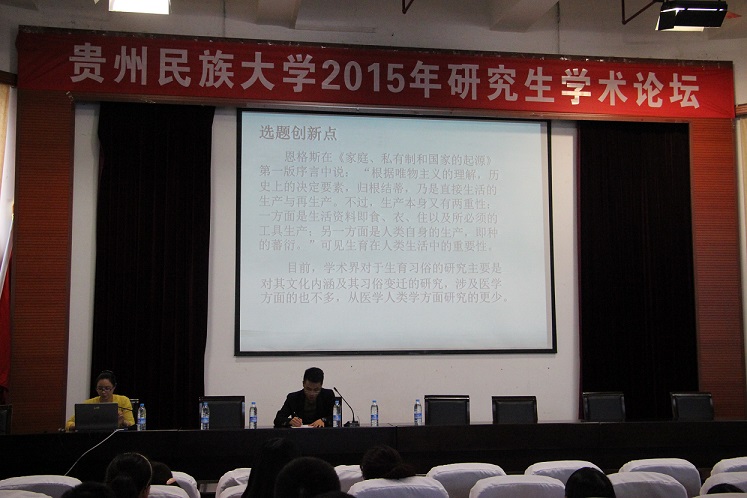 贵州民族大学2015年研究生学术论坛
选题创新点
恩格斯在《家庭、私有制和国家的起源》
第一版序言中说：“根据唯物主义的理解，历
史上的决定要素，归根结蒂，乃是直接生活的
生产与再生产。不过，生产本身又有两重性：
一方面是生活资料即食、衣、住以及所必须的
工具生产；另一方面是人类自身的生产，即种
的蕃衍。”可见生育在人类生活中的重要性。
目前，学术界对于生育习俗的研究主要是
对其文化内涵及其习俗变迁的研究，涉及医学
方面的也不多，从医学人类学方面研究的更少。